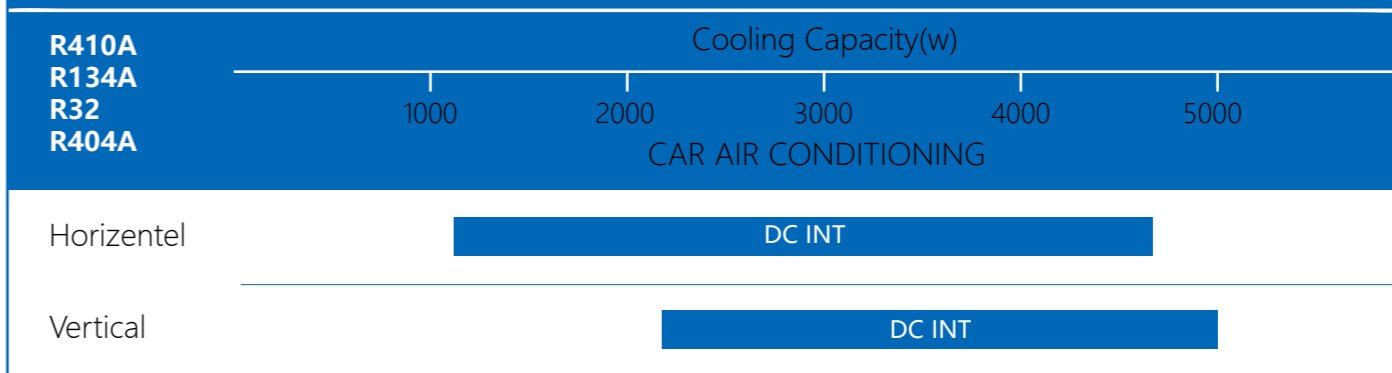 R410A
R134A
R32
R404A
Cooling Capacity(w)
1000 2000 3000 4000 5000
CAR AIR CONDITIONING
Horizentel DC INT
Vertical DC INT